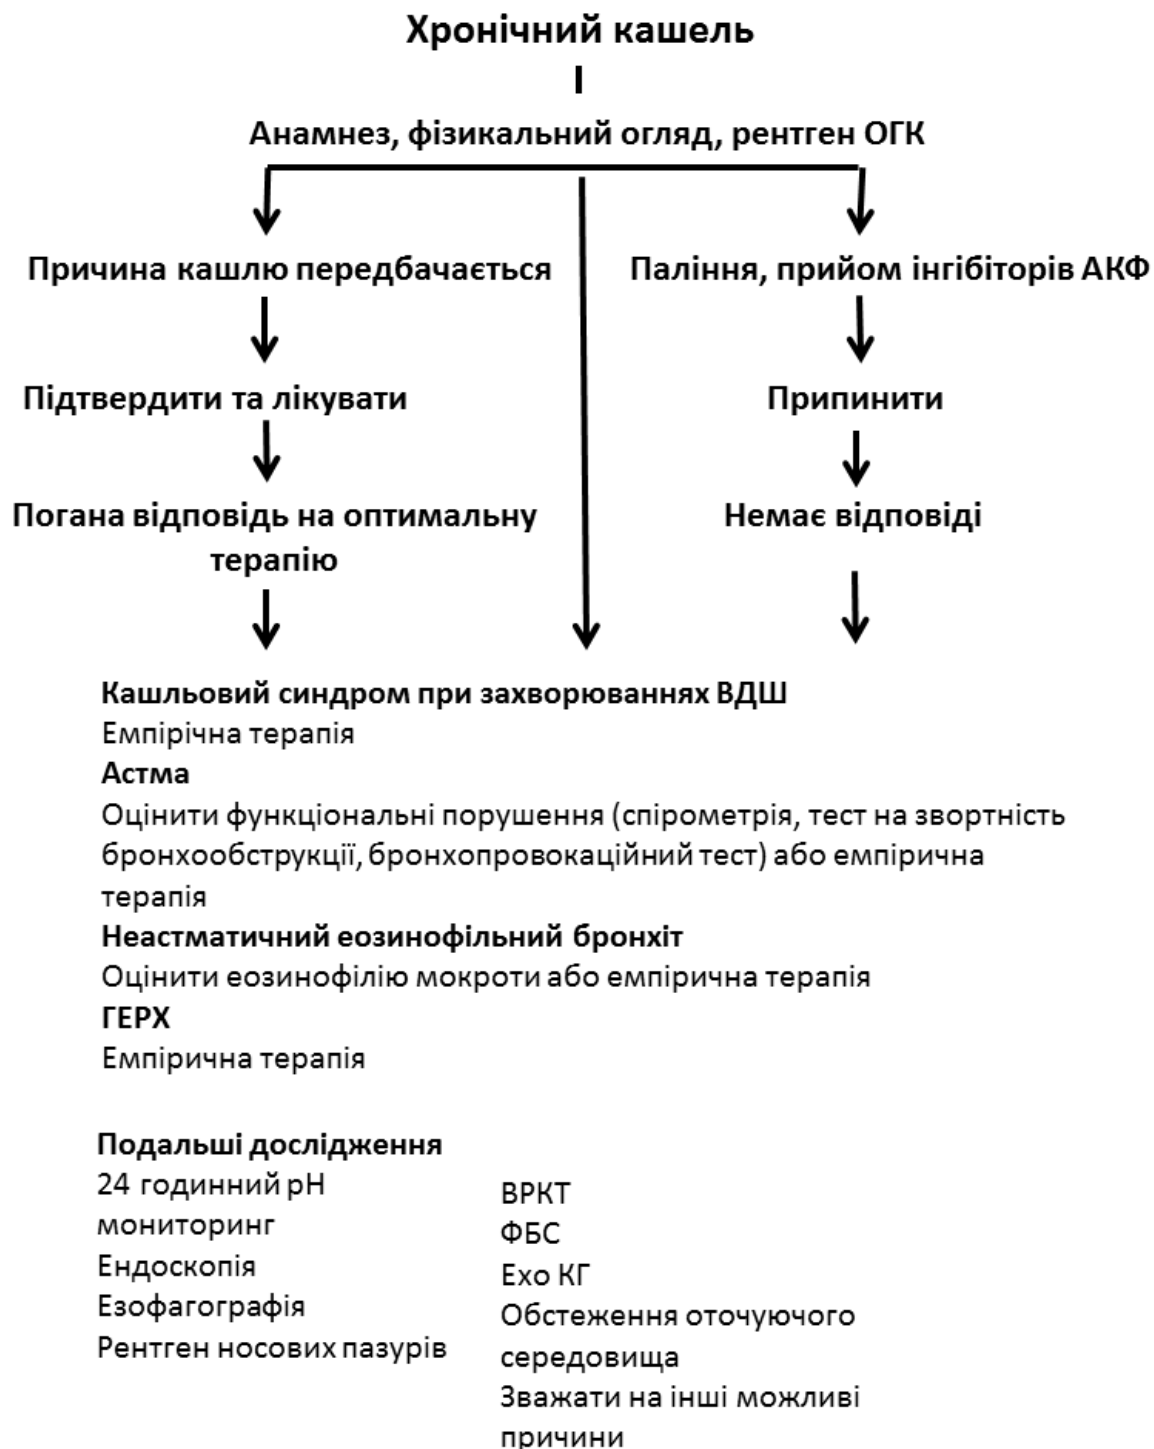 Хронічний кашель
Анамнез, фізикальний огляд, рентген ОГК
Причина кашлю передбачається
Паління, прийом інгібіторів АКФ
Підтвердити та лікувати
Припинити
Погана відповідь на оптимальну
терапію
Немає відповіді
Кашльовий синдром при захворюваннях ВДШ
Емпірічна терапія
Астма
Оцінити функціональні порушення (спірометрія, тест на звортність
бронхообструкції, бронхопровокаційний тест) або емпірична
терапія
Неастматичний еозинофільний бронхіт
Оцінити еозинофілію мокроти або емпірична терапія
ГЕРХ
Емпірична терапія
Подальші дослідження
24 годинний pH
мониторинг
Ендоскопія
Езофагографія
Рентген носових пазурів
ВРКТ
ФБС
Ехо КГ
Обстеження оточуючого
середовища
Зважати на інші можливі
причини